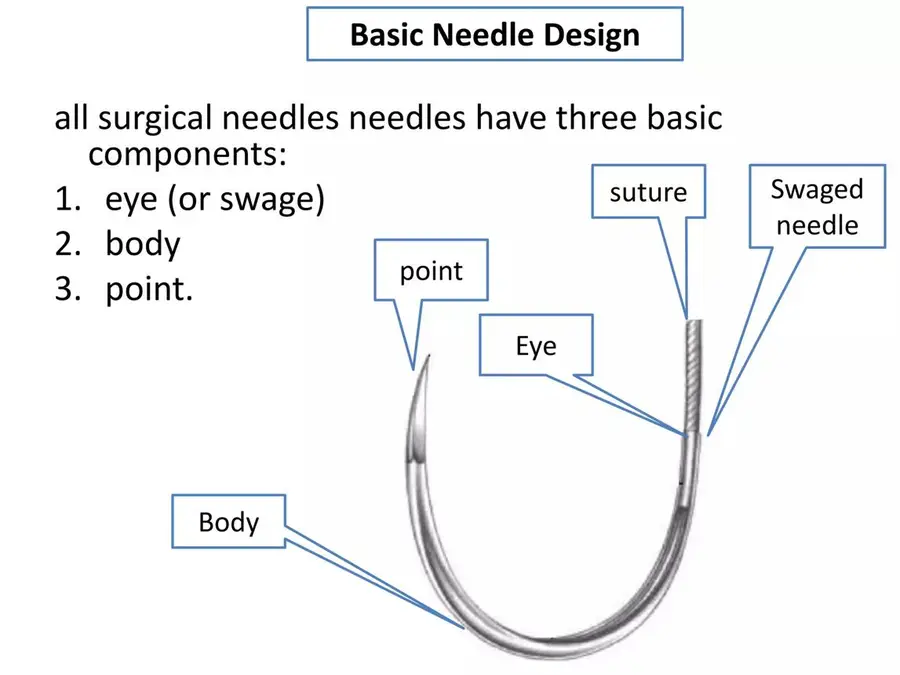 Basic Needle Design
all surgical needles needles have three basic
components:
1. eye (or swage)
2. body
3. point.
suture
Swaged
needle
point
Eye
Body